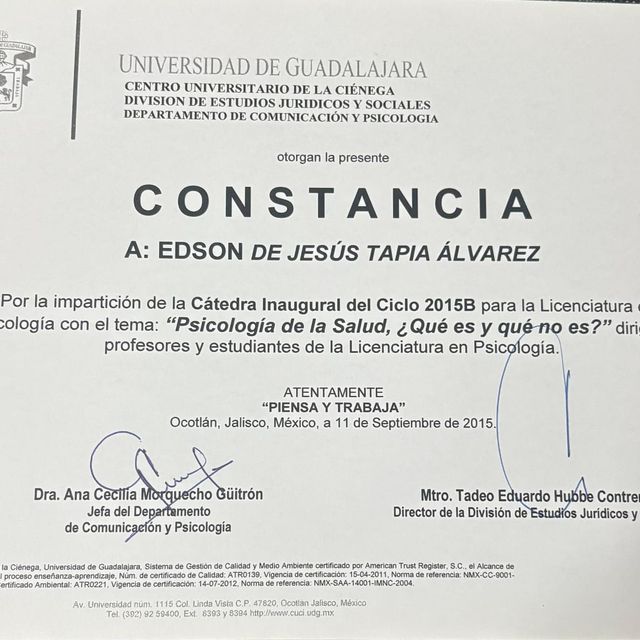 UNIVERSIDAD DE GUADALAJARA
CENTRO UNIVERSITARIO DE LA CIÉNEGA
DIVISION DE ESTUDIOS JURIDICOS Y SOCIALES
DEPARTAMENTO DE COMUNICACIÓN Y PSICOLOGIA
otorgan la presente
CONSTANCIA
A: EDSON DE JESÚS TAPIA ÁLVAREZ
Por la impartición de la Cátedra Inaugural del Ciclo 2015B para la Licenciatura
cología con el tema: “Psicología de la Salud, ¿Qué es y qué no es?” diri
profesores y estudiantes de la Licenciatura en Psicología.
ATENTAMENTE
“PIENSA Y TRABAJA”
Ocotlán, Jalisco, México, a 11 de Septiembre de 2015.
Dra. Ana Cecilia Morquecho Güitrón
Jefa del Departamento
de Comunicación y Psicología
Mtro. Tadeo Eduardo Hubbe Contrer
Director de la División de Estudios Jurídicos y
la Ciénega, Universidad de Guadalajara, Sistema de Gestión de Calidad y Medio Ambiente certificado por American Trust Register, S.C., el Alcance de
l proceso enseñanza-aprendizaje, Núm. de certificado de Calidad: ATR0139, Vigencia de certificación: 15-04-2011, Norma de referencia: NMX-CC-9001-
ertificado Ambiental: ATR0221, Vigencia de certificación: 14-07-2012, Norma de referencia: NMX-SAA-14001-IMNC-2004.
Av. Universidad núm. 1115 Col. Linda Vista C.P. 47820, Ocotlán Jalisco, México
Tel. (392) 92 59400, Ext. 8393 y 8394 http://www.cuci.udg.mx